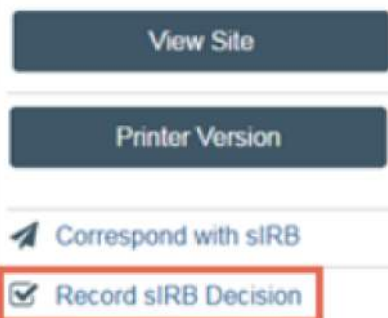 View Site
Printer Version
Correspond with sIRB
Record sIRB Decision